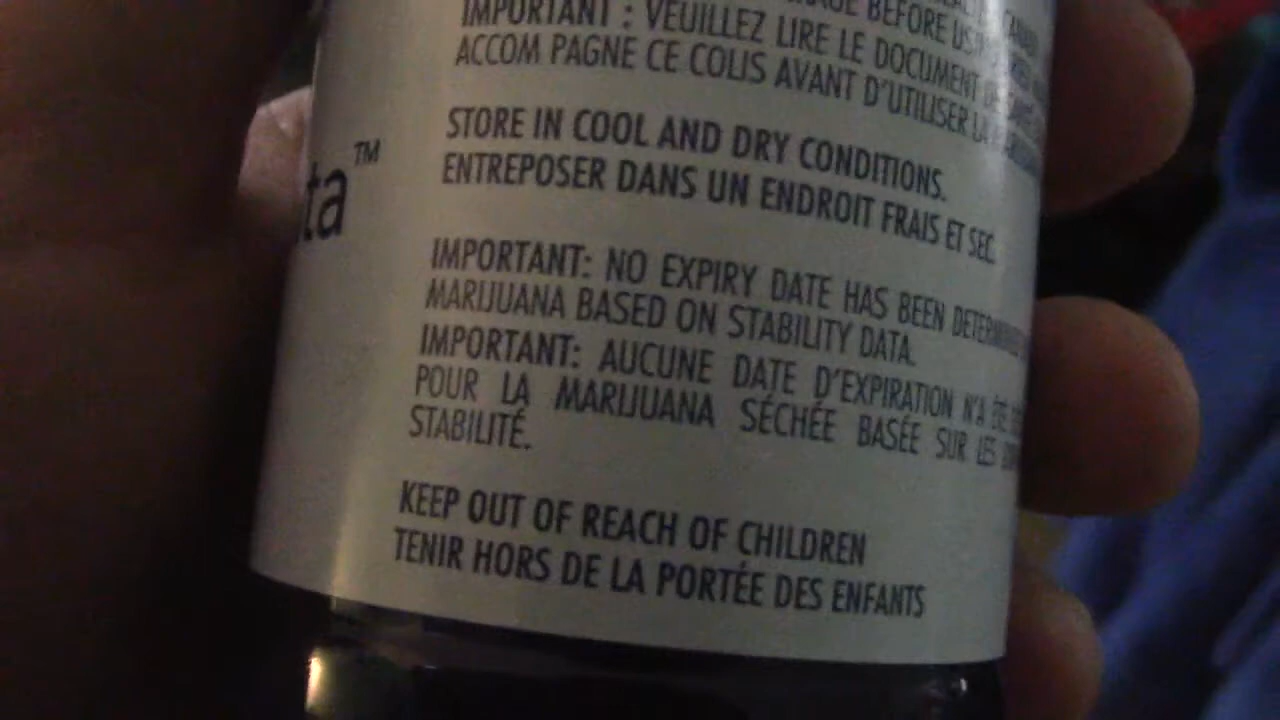 BEFORE
IMPORTANT : VEUILLEZ LIRE LE DOCUMENT
ACCOM PAGNE CE COLIS AVANT D'UTILISER LA
ta™
STORE IN COOL AND DRY CONDITIONS.
ENTREPOSER DANS UN ENDROIT FRAIS ET SEC.
IMPORTANT: NO EXPIRY DATE HAS BEEN
MARIJUANA BASED ON STABILITY DATA.
IMPORTANT: AUCUNE DATE D'EXPIRATION N'A ÉTÉ
POUR LA MARIJUANA SÉCHÉE BASÉE SUR LES
STABILITÉ.
KEEP OUT OF REACH OF CHILDREN
TENIR HORS DE LA PORTÉE DES ENFANTS